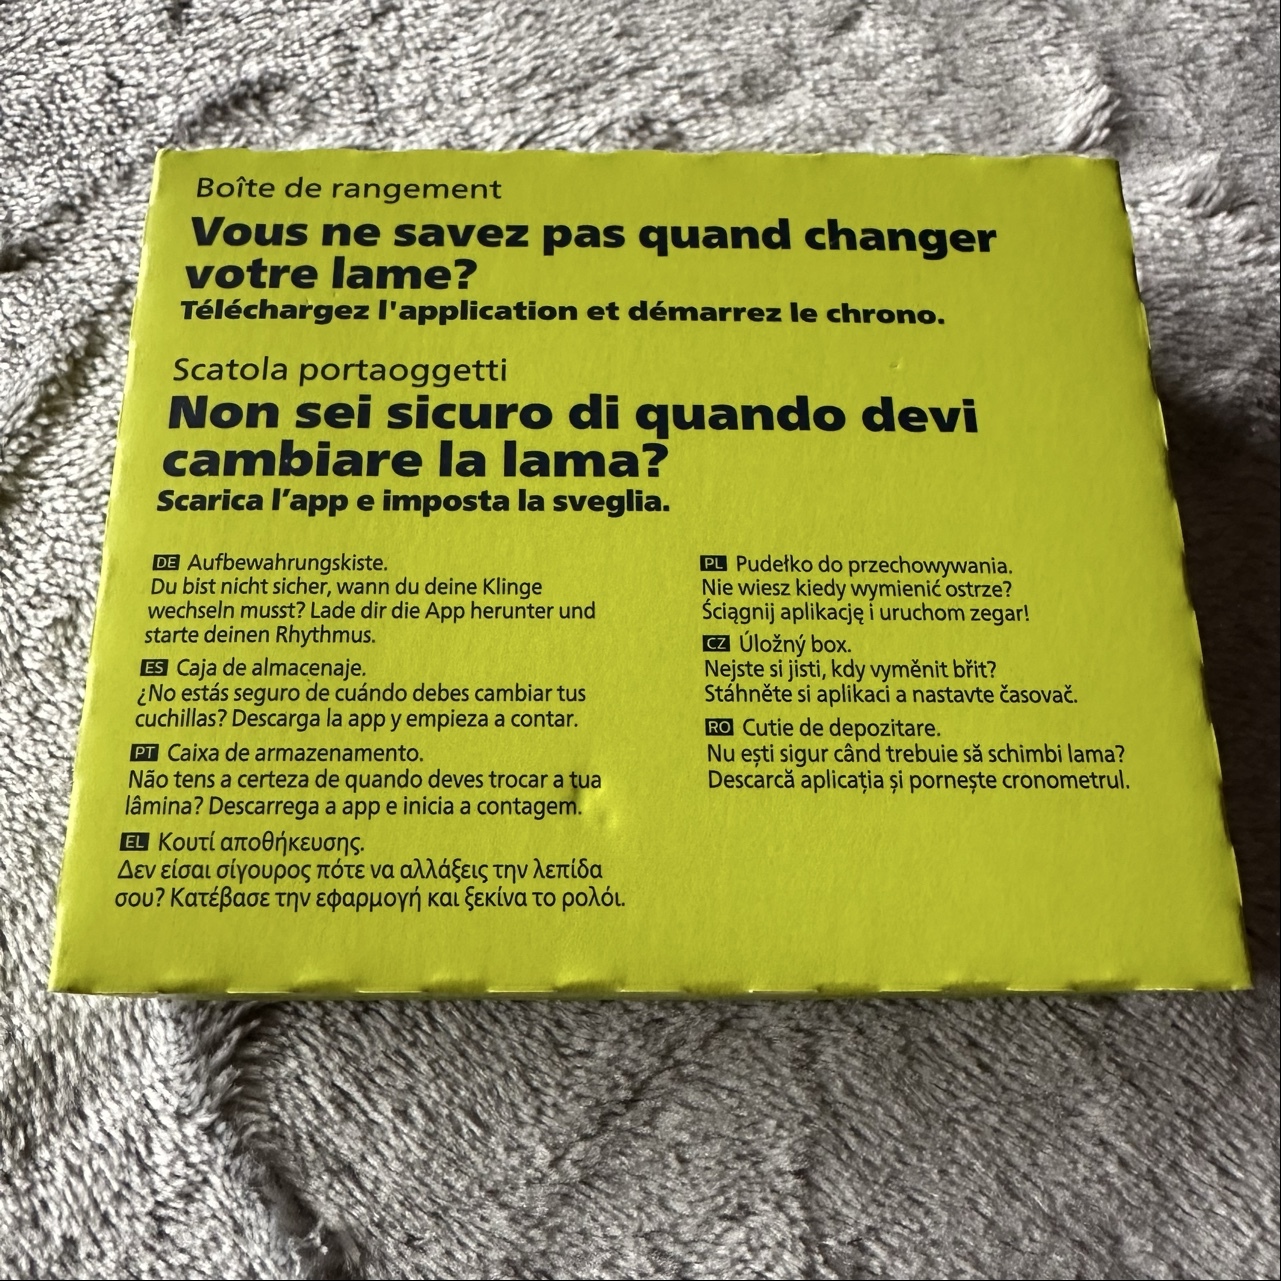 Boîte de rangement
Vous ne savez pas quand changer
votre lame?
Téléchargez l'application et démarrez le chrono.
Scatola portaoggetti
Non sei sicuro di quando devi
cambiare la lama?
Scarica l’app e imposta la sveglia.
DE Aufbewahrungskiste.
Du bist nicht sicher, wann du deine Klinge
wechseln musst? Lade dir die App herunter und
starte deinen Rhythmus.
ES Caja de almacenaje.
¿No estás seguro de cuándo debes cambiar tus
cuchillas? Descarga la app y empieza a contar.
PT Caixa de armazenamento.
Não tens a certeza de quando deves trocar a tua
lâmina? Descarrega a app e inicia a contagem.
EL Κουτί αποθήκευσης.
Δεν είσαι σίγουρος πότε να αλλάξεις την λεπίδα
σου? Κατέβασε την εφαρμογή και ξεκίνα το ρολόι.
PL Pudełko do przechowywania.
Nie wiesz kiedy wymienić ostrze?
Ściągnij aplikację i uruchom zegar!
CZ Úložný box.
Nejste si jisti, kdy vyměnit břit?
Stáhněte si aplikaci a nastavte časovač.
RO Cutie de depozitare.
Nu ești sigur când trebuie să schimbi lama?
Descarcă aplicația și pornește cronometrul.